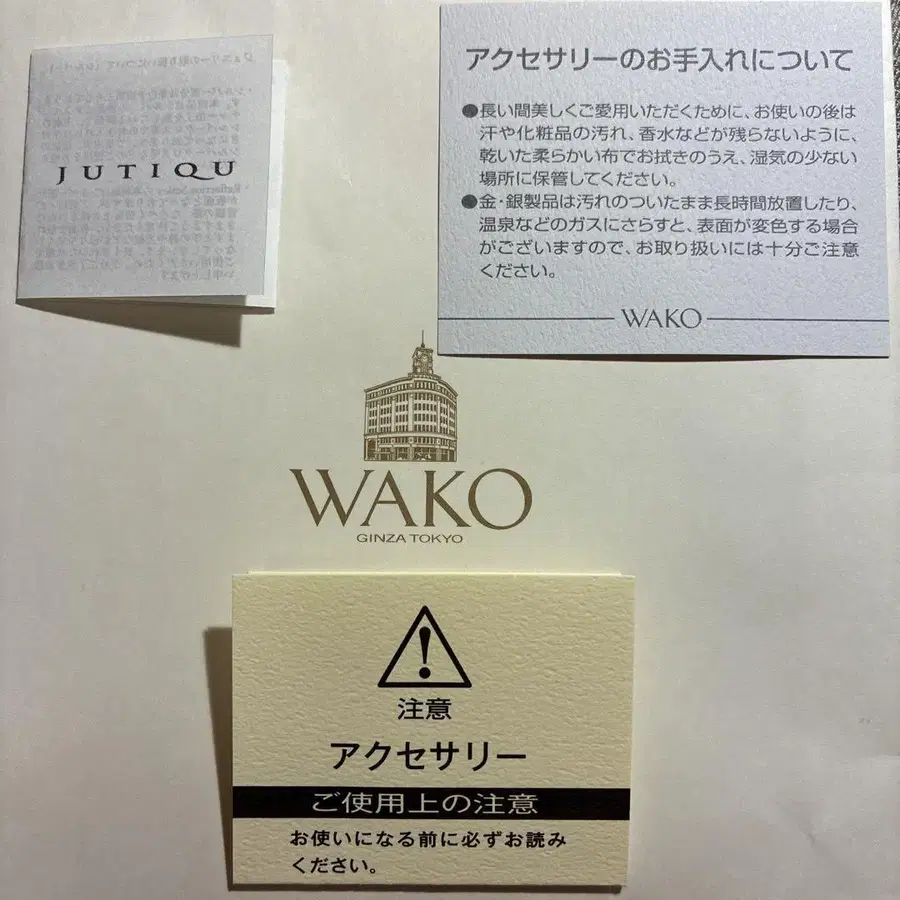 JUTIQU
アクセサリーのお手入れについて
●長い間美しくご愛用いただくために、お使いの後は
汗や化粧品の汚れ、香水などが残らないように、
乾いた柔らかい布でお拭きのうえ、湿気の少ない
場所に保管してください。
●金・銀製品は汚れのついたまま長時間放置したり、
温泉などのガスにさらすと、表面が変色する場合
がございますので、お取り扱いには十分ご注意
ください。
WAKO
WAKO
GINZA TOKYO
注意
アクセサリー
ご使用上の注意
お使いになる前に必ずお読み
ください。